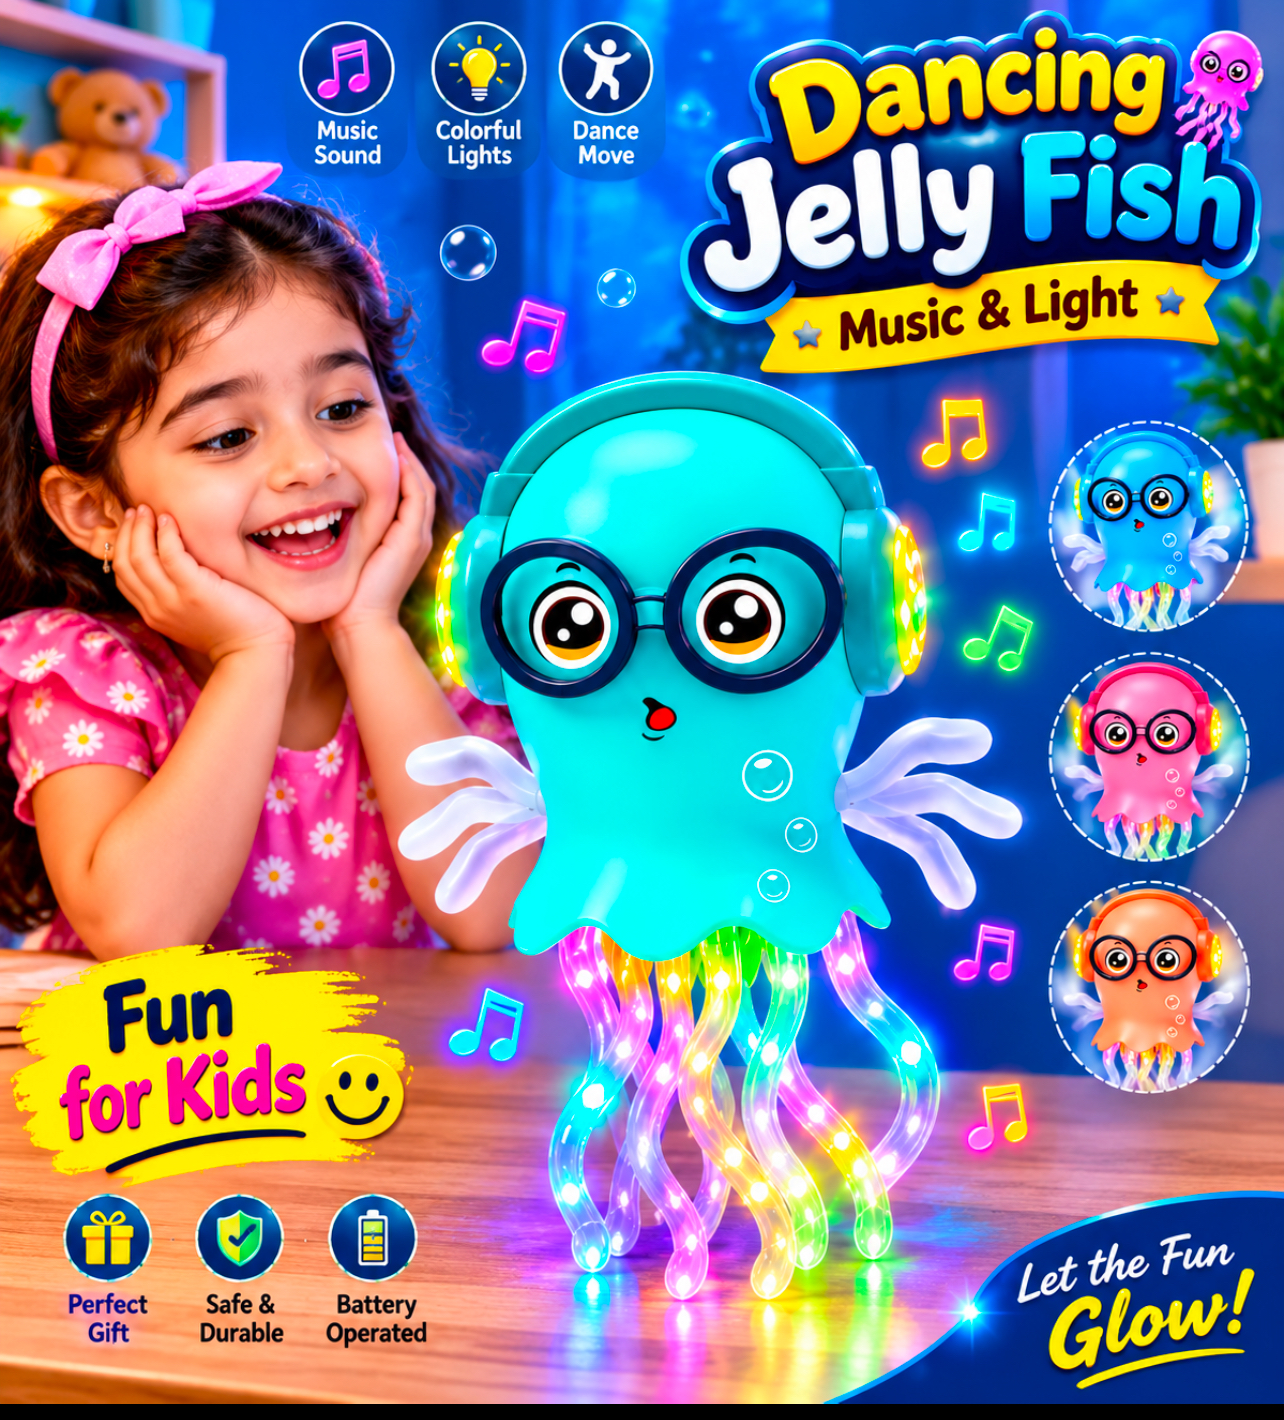 Music
Sound
Colorful
Lights
Dance
Move
Dancing
Jelly Fish
Music & Light
Fun
for Kids
Perfect
Gift
Safe &
Durable
Battery
Operated
Let the Fun
Glow!